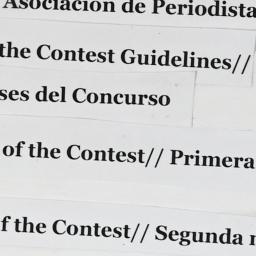 Asociación de Periodista
the Contest Guidelines//
ses del Concurso
of the Contest// Primera
f the Contest// Segunda